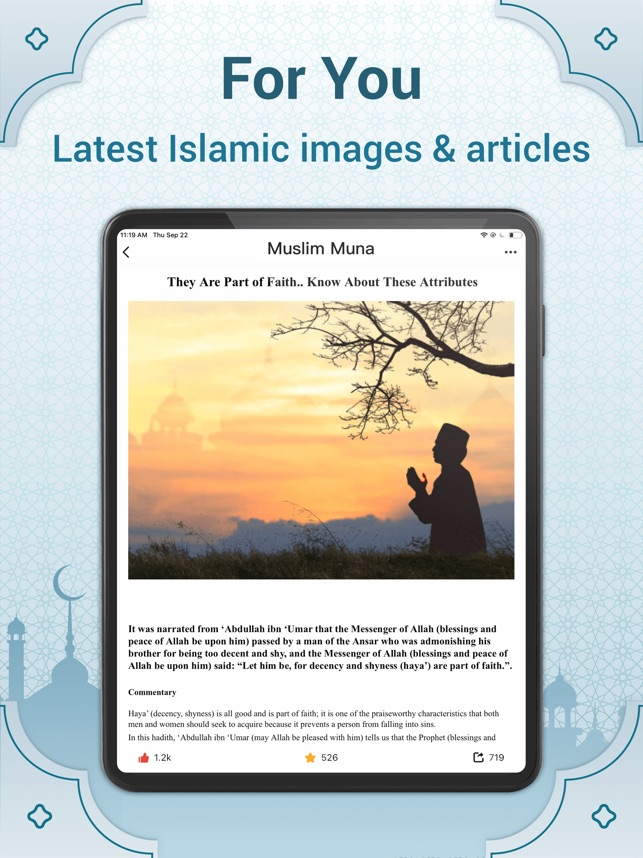 For You
Latest Islamic images & articles
11:19 AM Thu Sep 22
Muslim Muna
They Are Part of Faith.. Know About These Attributes
It was narrated from ‘Abdullah ibn ‘Umar that the Messenger of Allah (blessings and
peace of Allah be upon him) passed by a man of the Ansar who was admonishing his
brother for being too decent and shy, and the Messenger of Allah (blessings and peace of
Allah be upon him) said: “Let him be, for decency and shyness (haya’) are part of faith.”.
Commentary
Haya’ (decency, shyness) is all good and is part of faith; it is one of the praiseworthy characteristics that both
men and women should seek to acquire because it prevents a person from falling into sins.
In this hadith, ‘Abdullah ibn ‘Umar (may Allah be pleased with him) tells us that the Prophet (blessings and
1.2k 526 719